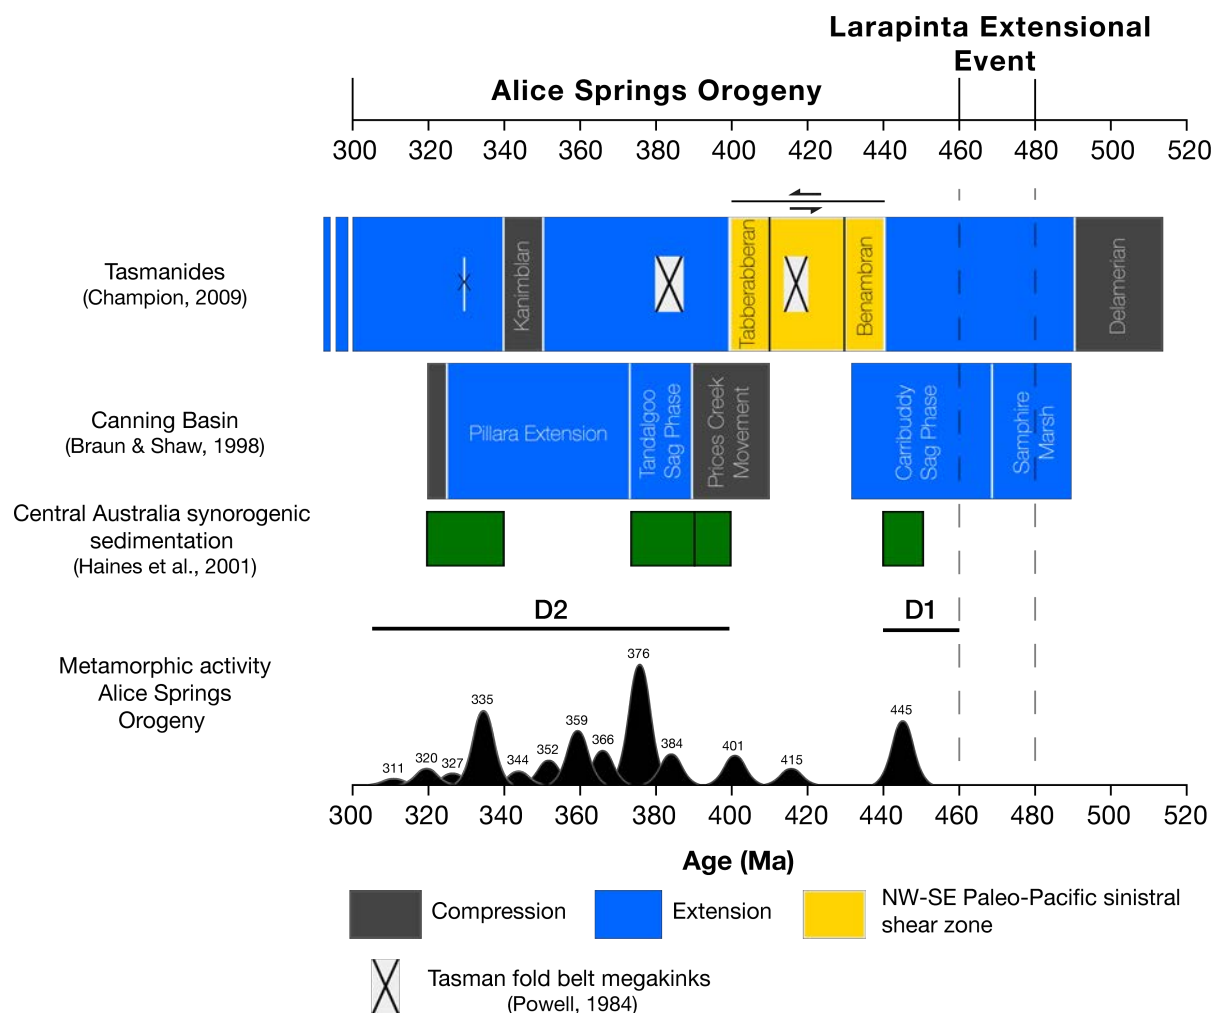 Larapinta Extensional
Event
Alice Springs Orogeny
300 320 340 360 380 400 420 440 460 480 500 520
Tasmanides
(Champion, 2009)
Kanimblan
Tabberabberan
Benambran
Delamerian
Canning Basin
(Braun & Shaw, 1998)
Pillara Extension
Tandalgoo
Sag Phase
Prices Creek
Movement
Carribuddy
Sag Phase
Samphire
Marsh
Central Australia synorogenic
sedimentation
(Haines et al., 2001)
D2
D1
Metamorphic activity
Alice Springs
Orogeny
311
320
327
335
344
352
359
366
376
384
401
415
445
300 320 340 360 380 400 420 440 460 480 500 520
Age (Ma)
Compression
Extension
NW-SE Paleo-Pacific sinistral
shear zone
Tasman fold belt megakinks
(Powell, 1984)